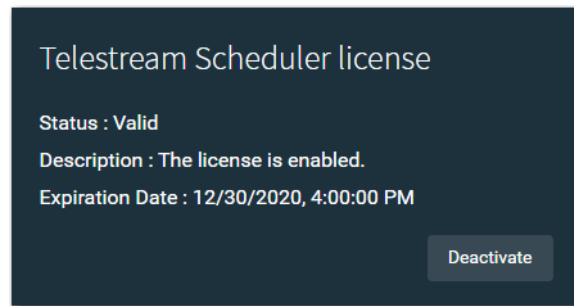 Telestream Scheduler license
Status : Valid
Description : The license is enabled.
Expiration Date : 12/30/2020, 4:00:00 PM
Deactivate